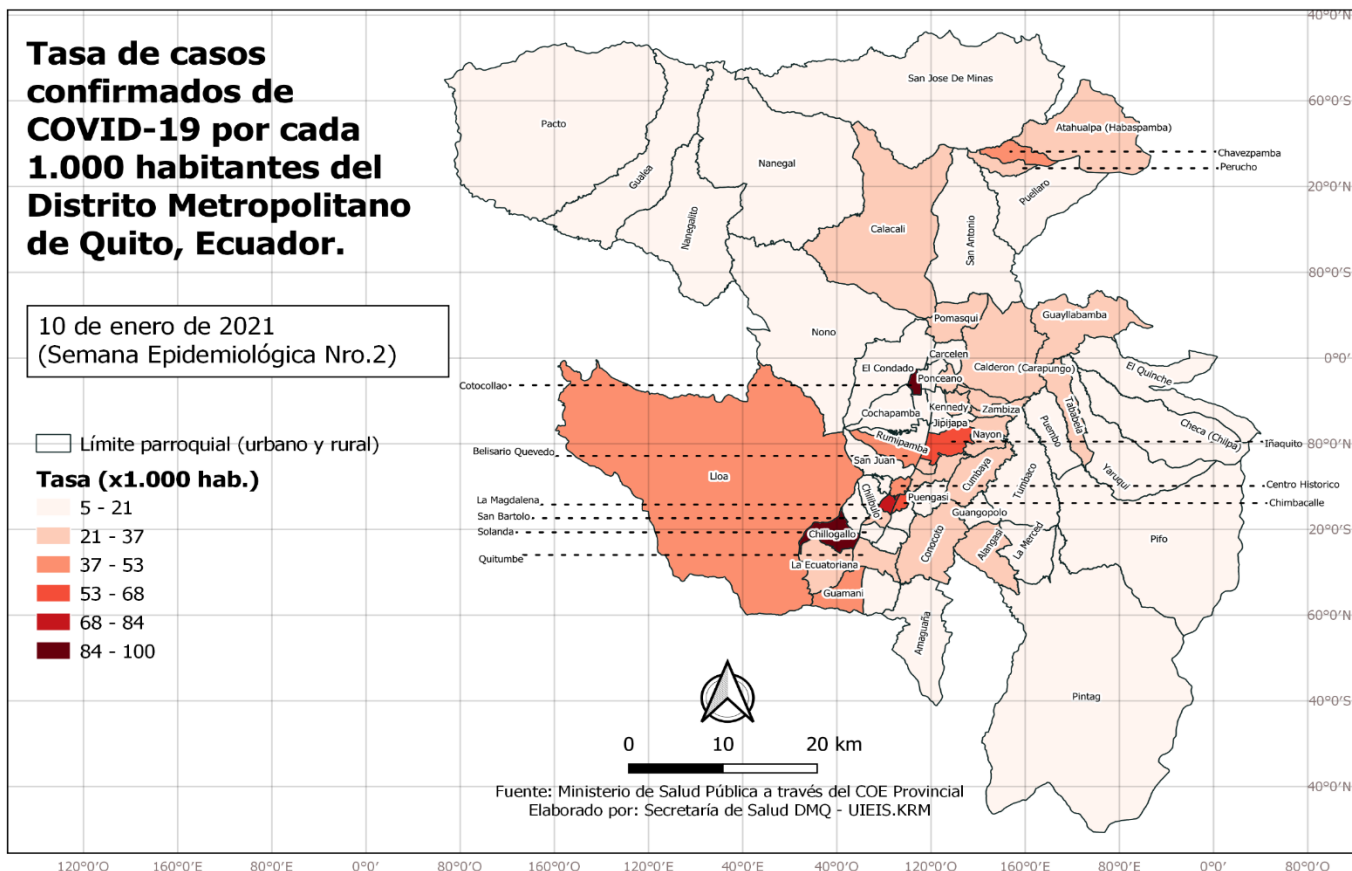 Tasa de casos
confirmados de
COVID-19 por cada
1.000 habitantes del
Distrito Metropolitano
de Quito, Ecuador.
10 de enero de 2021
(Semana Epidemiológica Nro.2)
Límite parroquial (urbano y rural)
Tasa (x1.000 hab.)
5 - 21
21 - 37
37 - 53
53 - 68
68 - 84
84 - 100
San Jose De Minas
Pacto
Atahualpa (Habaspamba)
Chavezpamba
Perucho
Nanegal
Gualea
Puellaro
Nanegalito
Calacali
San Antonio
Nono
Pomasqui
Guayllabamba
Carcelen
El Condado
Ponceano
Calderon (Carapungo)
El Quinche
Cotocollao
Cochapamba
Kennedy
Zambiza
Tababela
Jipijapa
Nayon
Puembo
Checa (Chilpa)
Iñaquito
Rumipamba
Belisario Quevedo
San Juan
Lloa
Cumbaya
Tumbaco
Yaruqui
Centro Historico
Chilibulo
Puengasi
La Magdalena
Chimbacalle
San Bartolo
Guangopolo
Solanda
Chillogallo
Conocoto
Alangasi
La Merced
Pifo
Quitumbe
La Ecuatoriana
Guamani
Amaguaña
Pintag
0
10
20 km
Fuente: Ministerio de Salud Pública a través del COE Provincial
Elaborado por: Secretaría de Salud DMQ - UIEIS.KRM
40°0'N
60°0'S
20°0'N
80°0'S
0°0'
80°0'N
20°0'S
60°0'N
40°0'S
40°0'N
120°0'O
160°0'E
80°0'E
0°0'
80°0'O
160°0'O
120°0'E
40°0'E
40°0'O
120°0'O
160°0'E
80°0'E
0°0'
80°0'O